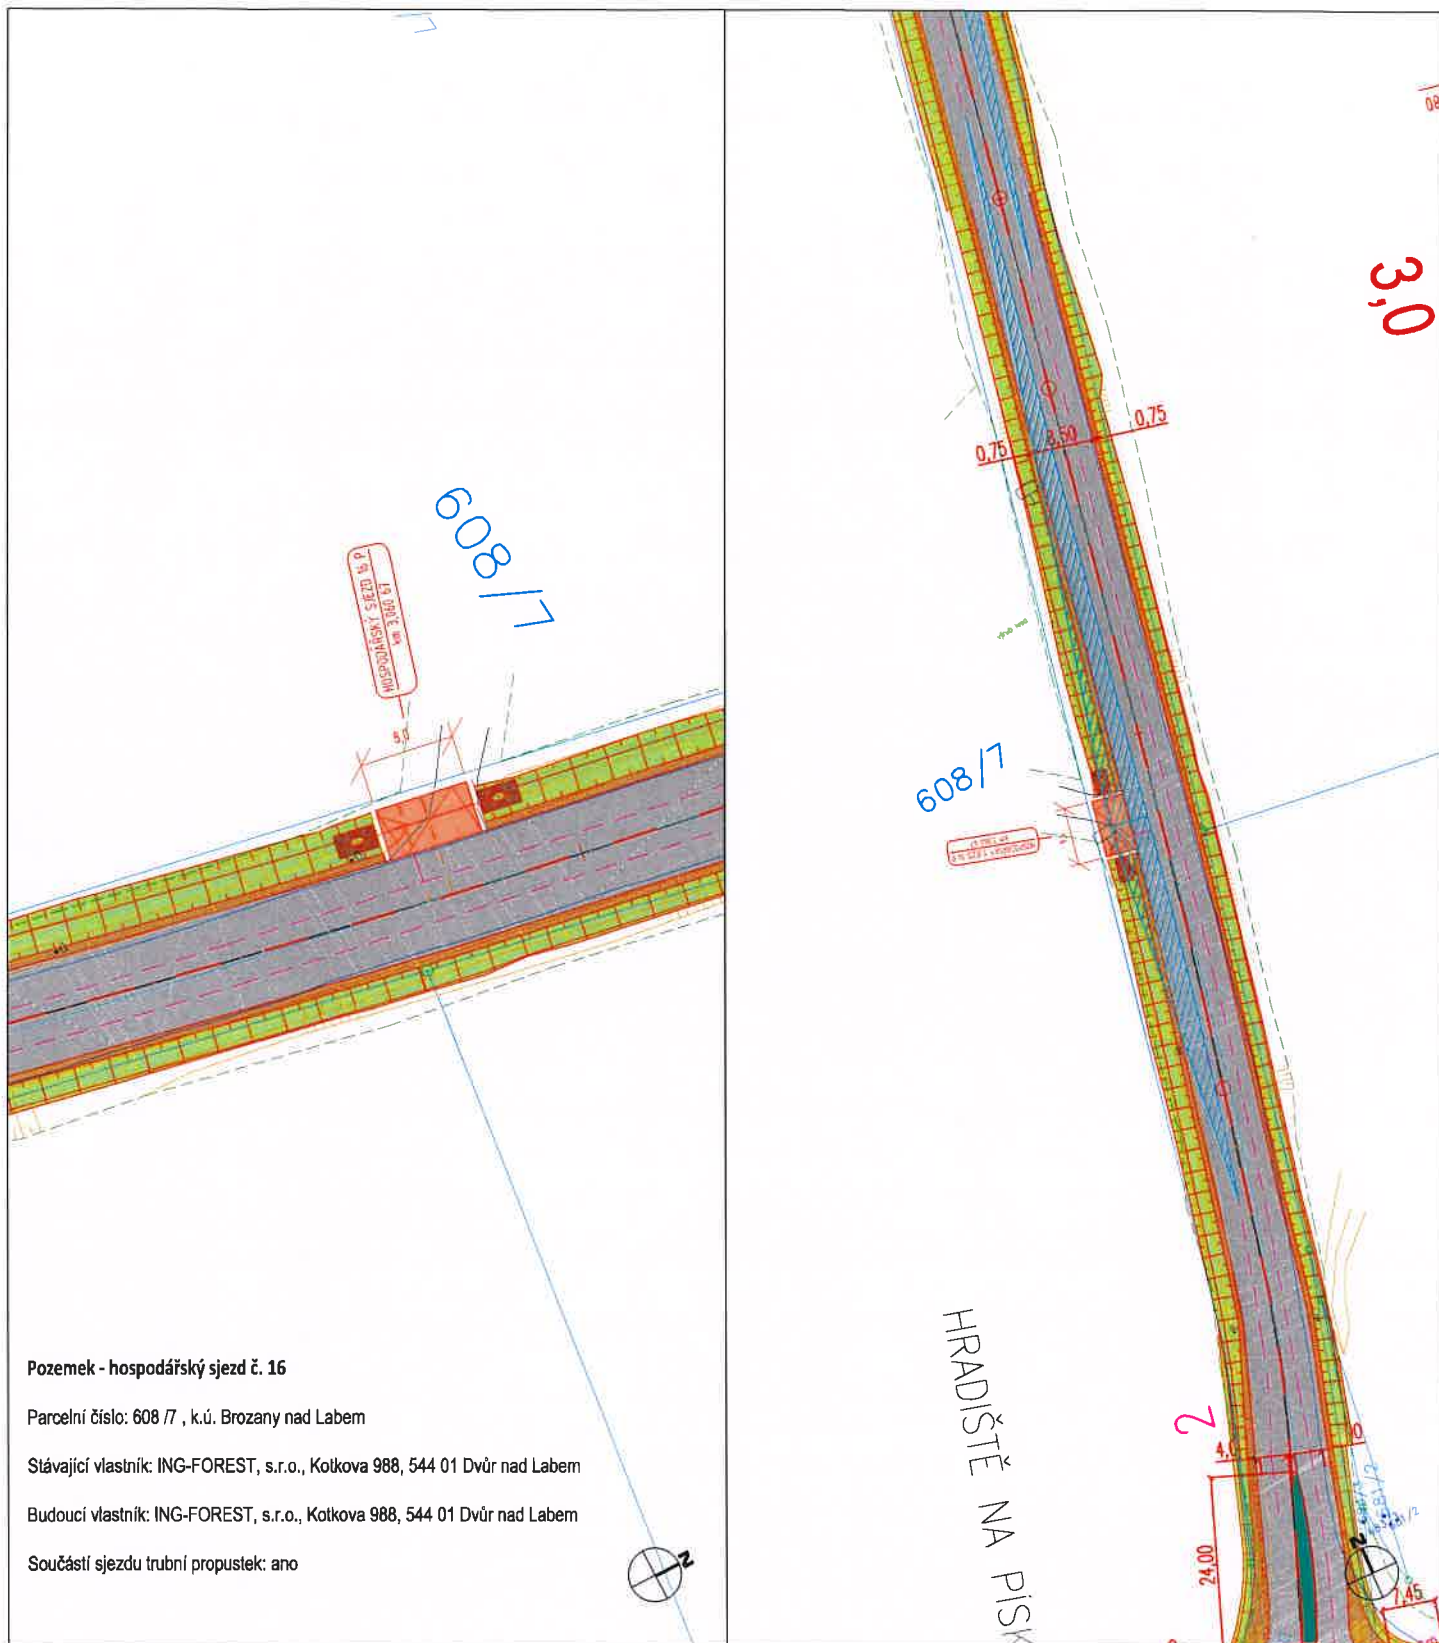 608/7
HOSPODÁŘSKÝ SJEZD 16 P
km 3,060 67
5,0
Pozemek - hospodářský sjezd č. 16
Parcelní číslo: 608 /7 , k.ú. Brozany nad Labem
Stávající vlastník: ING-FOREST, s.r.o., Kotkova 988, 544 01 Dvůr nad Labem
Budoucí vlastník: ING-FOREST, s.r.o., Kotkova 988, 544 01 Dvůr nad Labem
Součástí sjezdu trubní propustek: ano
3,0
0,75
3,50
0,75
608/7
HRADIŠTĚ NA PÍSK
2
24,00
7,45
681/2